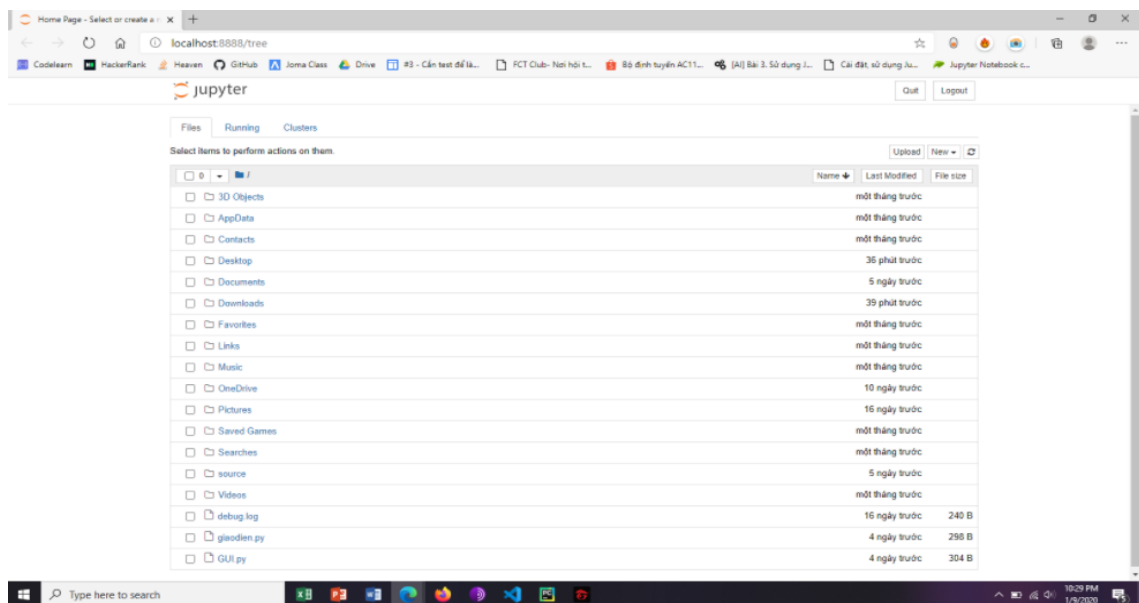 Home Page - Select or create a n
localhost:8888/tree
Codelearn HackerRank Heaven GitHub Joma Class Drive #3 - Cần test để là... FCT Club- Nơi hội t... Bộ định tuyến AC11... [AI] Bài 3. Sử dụng J... Cài đặt, sử dụng Ju... Jupyter Notebook c...
jupyter Quit Logout
Files Running Clusters
Select items to perform actions on them. Upload New
0 / Name Last Modified File size
3D Objects một tháng trước
AppData một tháng trước
Contacts một tháng trước
Desktop 36 phút trước
Documents 5 ngày trước
Downloads 39 phút trước
Favorites một tháng trước
Links một tháng trước
Music một tháng trước
OneDrive 10 ngày trước
Pictures 16 ngày trước
Saved Games một tháng trước
Searches một tháng trước
source 5 ngày trước
Videos một tháng trước
debug.log 16 ngày trước 240 B
giaodien.py 4 ngày trước 298 B
GUI.py 4 ngày trước 304 B
Type here to search 10:29 PM
1/9/2020